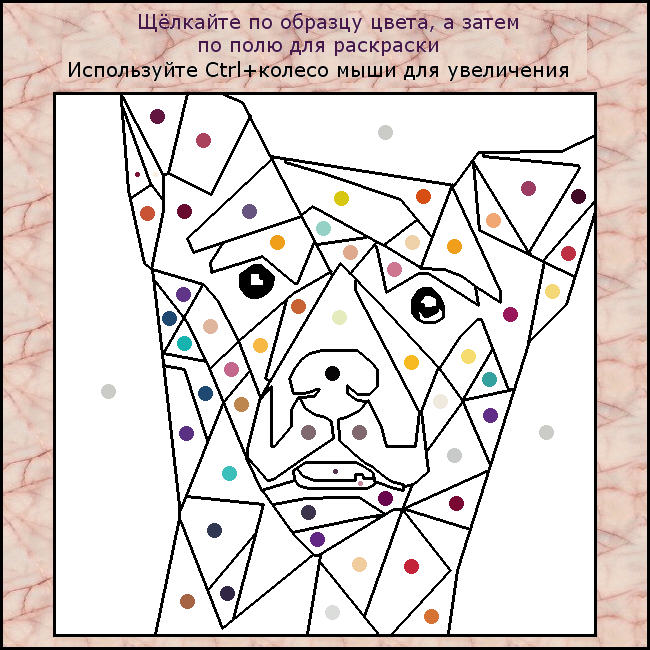 Щёлкайте по образцу цвета, а затем
по полю для раскраски
Используйте Ctrl+колесо мыши для увеличения